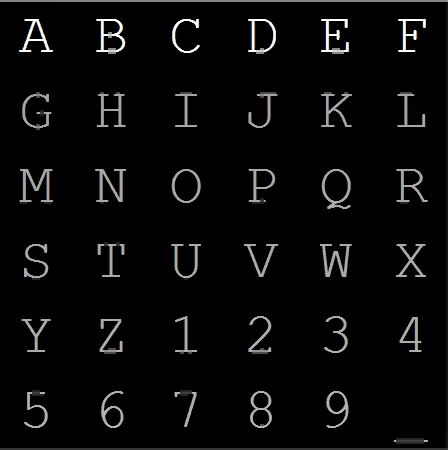 A B C D E F
G H I J K L
M N O P Q R
S T U V W X
Y Z 1 2 3 4
5 6 7 8 9 _